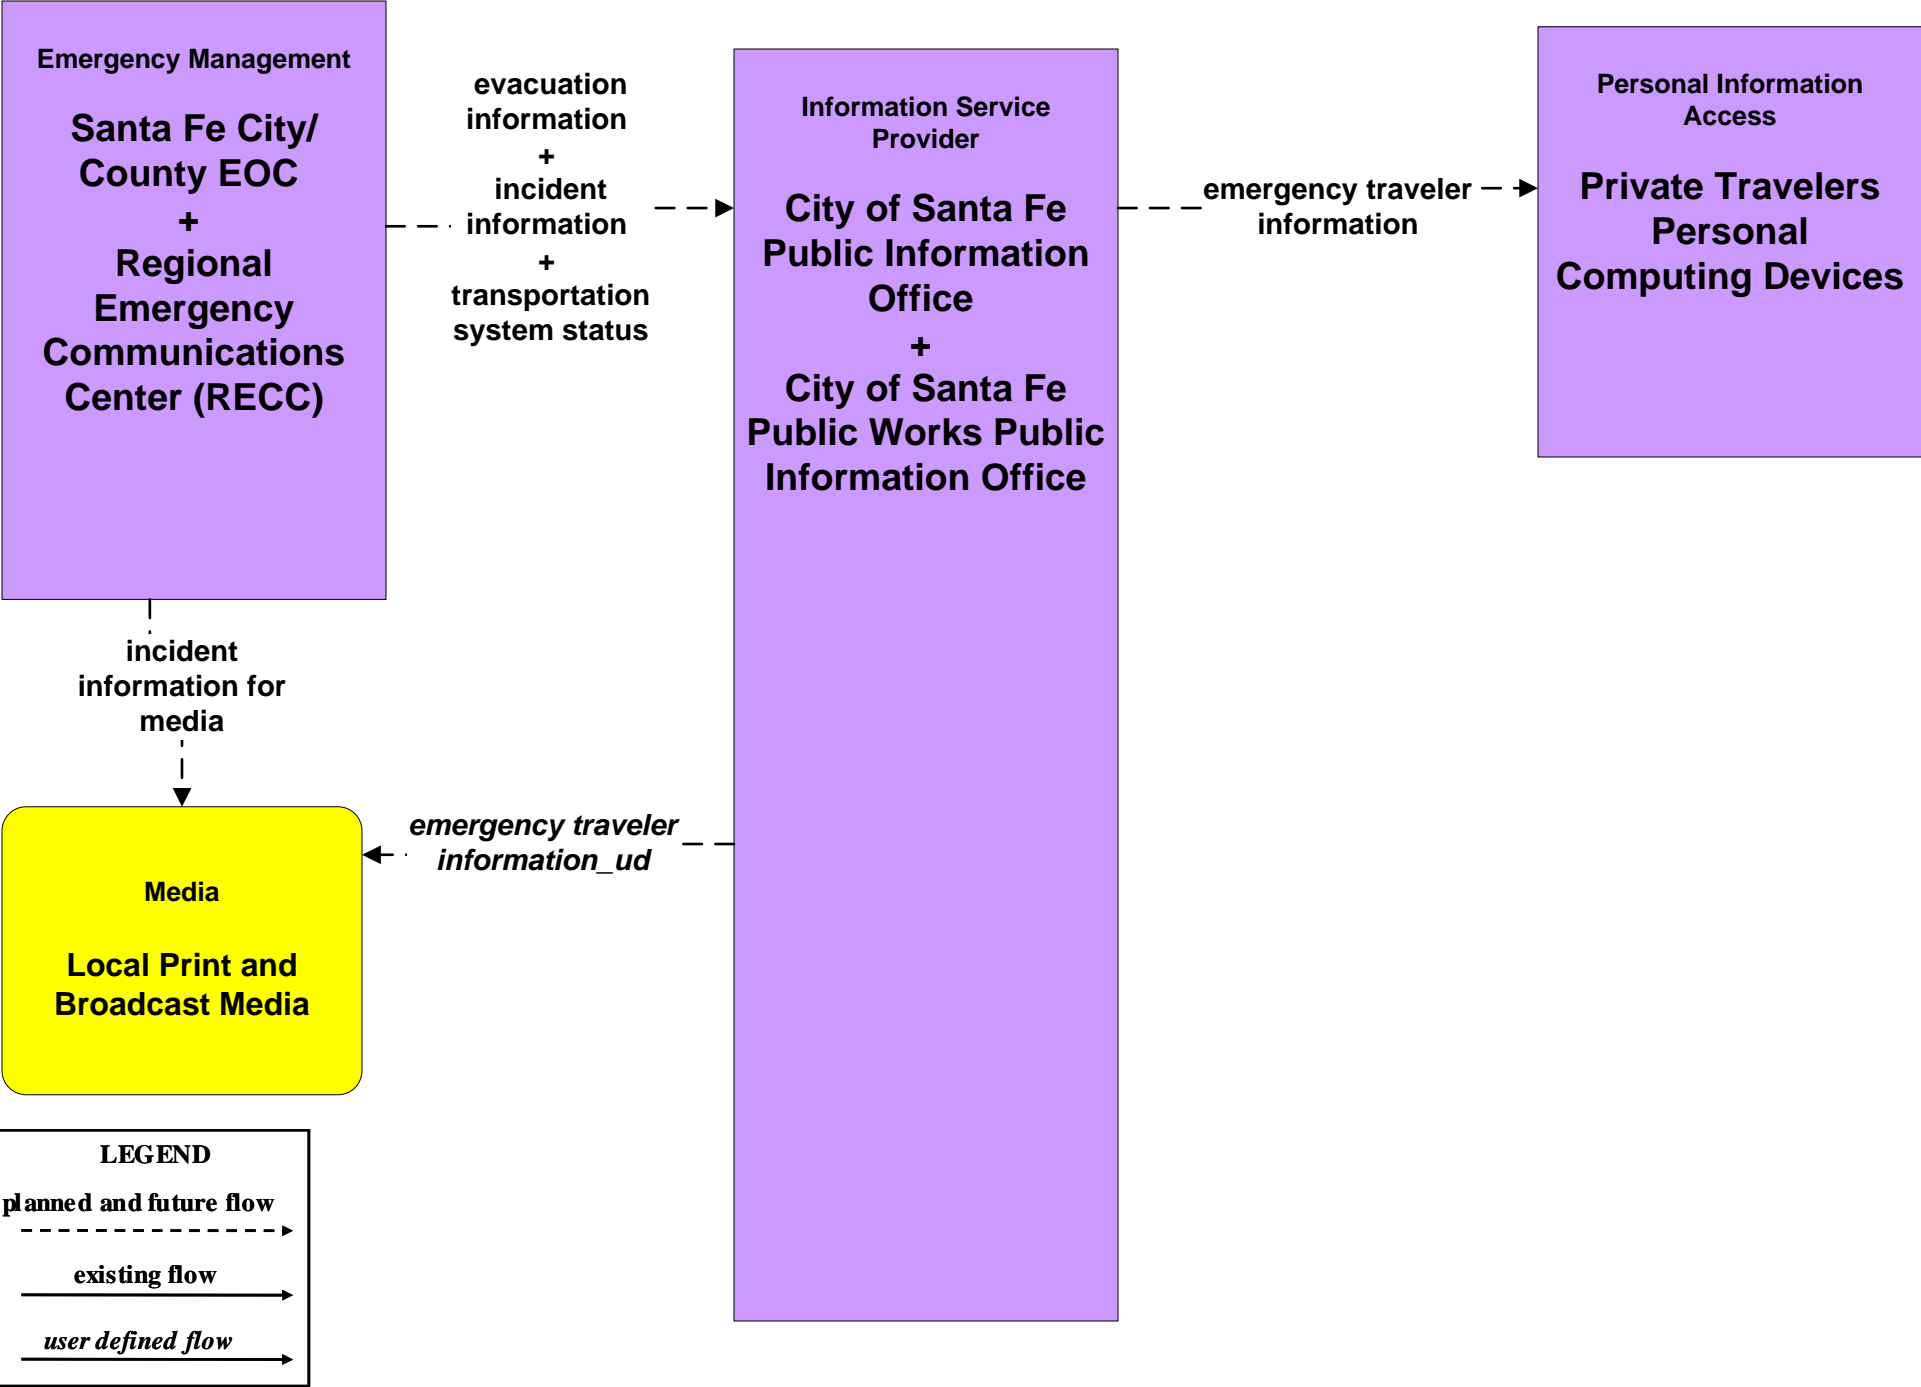 Emergency Management
Santa Fe City/
County EOC
+
Regional
Emergency
Communications
Center (RECC)
evacuation
information
+
incident
information
+
transportation
system status
Information Service
Provider
City of Santa Fe
Public Information
Office
+
City of Santa Fe
Public Works Public
Information Office
emergency traveler
information
Personal Information
Access
Private Travelers
Personal
Computing Devices
incident
information for
media
emergency traveler
information_ud
Media
Local Print and
Broadcast Media
LEGEND
planned and future flow
existing flow
user defined flow